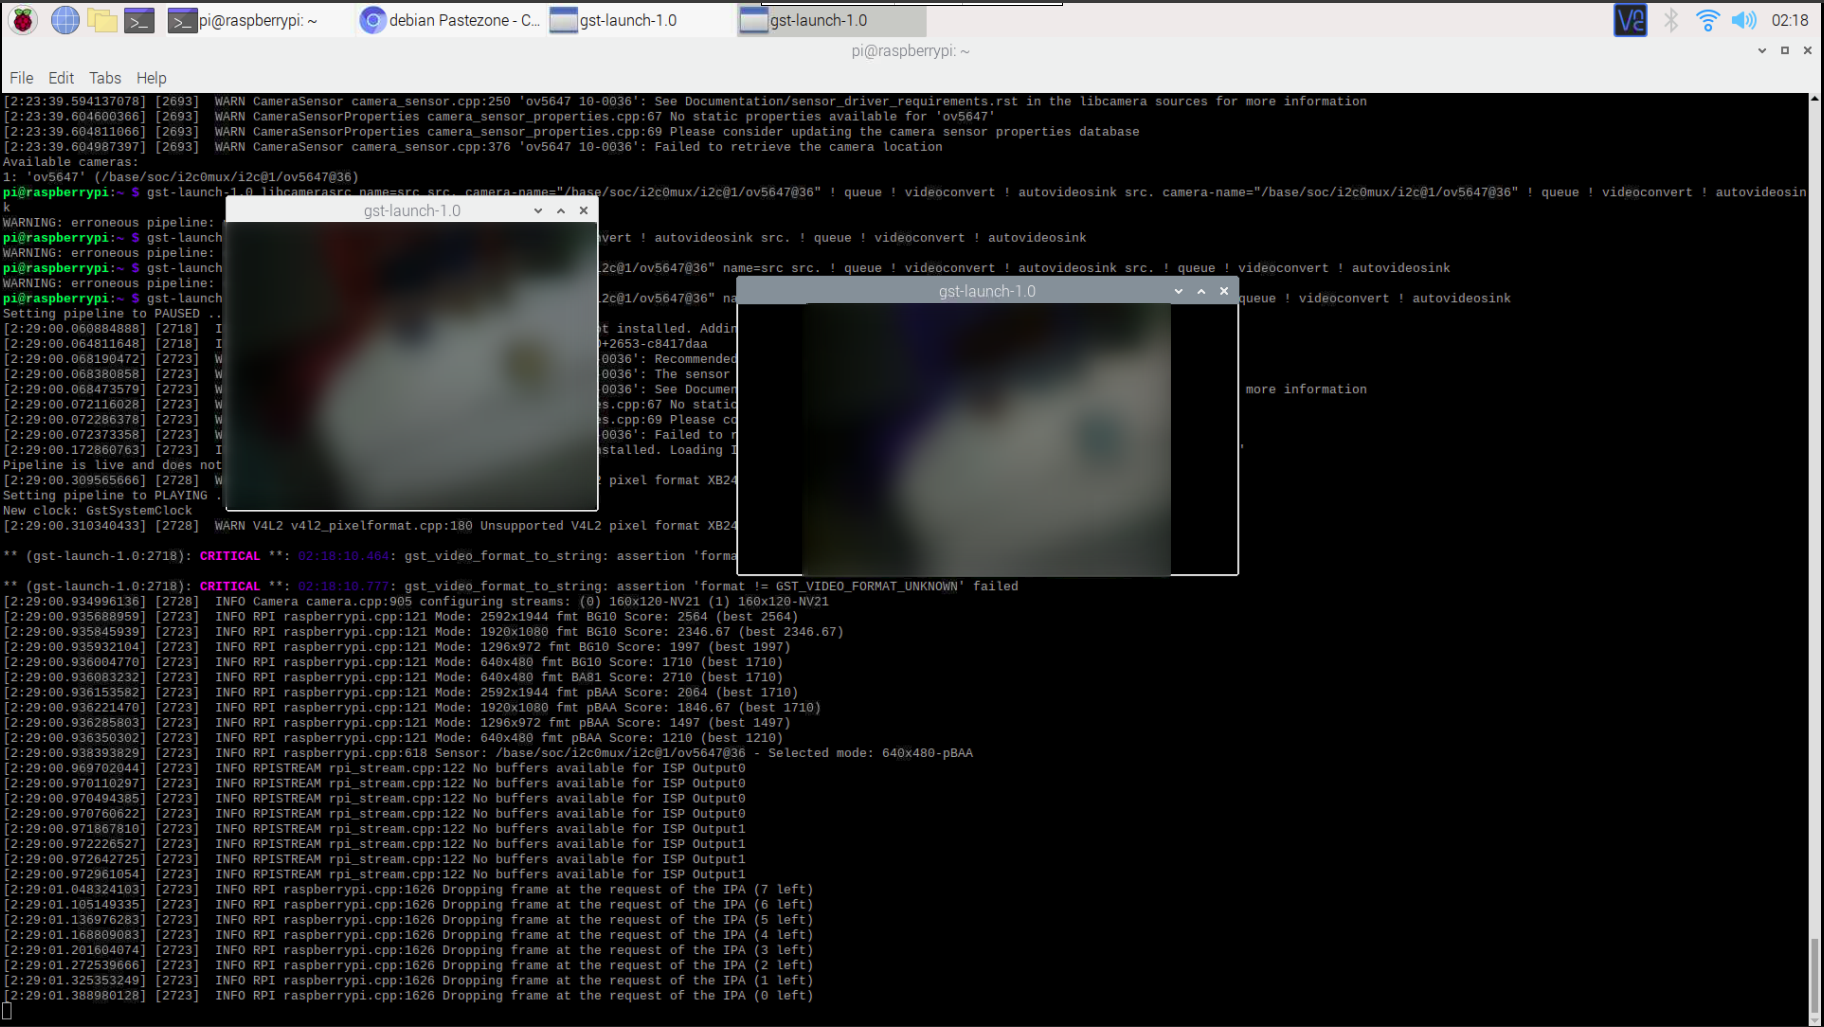 pi@raspberrypi: ~
debian Pastezone - C...
gst-launch-1.0
gst-launch-1.0
02:18
pi@raspberrypi: ~
File Edit Tabs Help
[2:23:39.594137078] [2693]  WARN CameraSensor camera_sensor.cpp:250 'ov5647 10-0036': See Documentation/sensor_driver_requirements.rst in the libcamera sources for more information
[2:23:39.604600366] [2693]  WARN CameraSensorProperties camera_sensor_properties.cpp:67 No static properties available for 'ov5647'
[2:23:39.604811066] [2693]  WARN CameraSensorProperties camera_sensor_properties.cpp:69 Please consider updating the camera sensor properties database
[2:23:39.604987397] [2693]  WARN CameraSensor camera_sensor.cpp:376 'ov5647 10-0036': Failed to retrieve the camera location
Available cameras:
1: 'ov5647' (/base/soc/i2c0mux/i2c@1/ov5647@36)
pi@raspberrypi:~ $ gst-launch-1.0 libcamerasrc name=src src. camera-name="/base/soc/i2c0mux/i2c@1/ov5647@36" ! queue ! videoconvert ! autovideosink src. camera-name="/base/soc/i2c0mux/i2c@1/ov5647@36" ! queue ! videoconvert ! autovideosin
k
gst-launch-1.0
WARNING: erroneous pipeline:
pi@raspberrypi:~ $ gst-launch vert ! autovideosink src. ! queue ! videoconvert ! autovideosink
WARNING: erroneous pipeline:
pi@raspberrypi:~ $ gst-launch i2c@1/ov5647@36" name=src src. ! queue ! videoconvert ! autovideosink src. ! queue ! videoconvert ! autovideosink
WARNING: erroneous pipeline:
gst-launch-1.0
pi@raspberrypi:~ $ gst-launch i2c@1/ov5647@36" na queue ! videoconvert ! autovideosink
Setting pipeline to PAUSED ..
[2:29:00.060884888] [2718]  I ot installed. Addin
[2:29:00.064811648] [2718]  I 0+2653-c8417daa
[2:29:00.068190472] [2723]  W -0036': Recommended
[2:29:00.068380858] [2723]  W -0036': The sensor
[2:29:00.068473579] [2723]  W -0036': See Documen more information
[2:29:00.072116028] [2723]  W es.cpp:67 No static
[2:29:00.072286378] [2723]  W es.cpp:69 Please co
[2:29:00.072373358] [2723]  W -0036': Failed to r
[2:29:00.172860763] [2723]  I nstalled. Loading I '
Pipeline is live and does not
[2:29:00.309565666] [2728]  W 2 pixel format XB24
Setting pipeline to PLAYING .
New clock: GstSystemClock
[2:29:00.310340433] [2728]  WARN V4L2 v4l2_pixelformat.cpp:180 Unsupported V4L2 pixel format XB24
** (gst-launch-1.0:2718): CRITICAL **: 02:18:10.464: gst_video_format_to_string: assertion 'forma
** (gst-launch-1.0:2718): CRITICAL **: 02:18:10.777: gst_video_format_to_string: assertion 'format != GST_VIDEO_FORMAT_UNKNOWN' failed
[2:29:00.934996136] [2728]  INFO Camera camera.cpp:905 configuring streams: (0) 160x120-NV21 (1) 160x120-NV21
[2:29:00.935688959] [2723]  INFO RPI raspberrypi.cpp:121 Mode: 2592x1944 fmt BG10 Score: 2564 (best 2564)
[2:29:00.935845939] [2723]  INFO RPI raspberrypi.cpp:121 Mode: 1920x1080 fmt BG10 Score: 2346.67 (best 2346.67)
[2:29:00.935932104] [2723]  INFO RPI raspberrypi.cpp:121 Mode: 1296x972 fmt BG10 Score: 1997 (best 1997)
[2:29:00.936004770] [2723]  INFO RPI raspberrypi.cpp:121 Mode: 640x480 fmt BG10 Score: 1710 (best 1710)
[2:29:00.936083232] [2723]  INFO RPI raspberrypi.cpp:121 Mode: 640x480 fmt BA81 Score: 2710 (best 1710)
[2:29:00.936153582] [2723]  INFO RPI raspberrypi.cpp:121 Mode: 2592x1944 fmt pBAA Score: 2064 (best 1710)
[2:29:00.936221470] [2723]  INFO RPI raspberrypi.cpp:121 Mode: 1920x1080 fmt pBAA Score: 1846.67 (best 1710)
[2:29:00.936285803] [2723]  INFO RPI raspberrypi.cpp:121 Mode: 1296x972 fmt pBAA Score: 1497 (best 1497)
[2:29:00.936350302] [2723]  INFO RPI raspberrypi.cpp:121 Mode: 640x480 fmt pBAA Score: 1210 (best 1210)
[2:29:00.938393829] [2723]  INFO RPI raspberrypi.cpp:618 Sensor: /base/soc/i2c0mux/i2c@1/ov5647@36 - Selected mode: 640x480-pBAA
[2:29:00.969702044] [2723]  INFO RPISTREAM rpi_stream.cpp:122 No buffers available for ISP Output0
[2:29:00.970110297] [2723]  INFO RPISTREAM rpi_stream.cpp:122 No buffers available for ISP Output0
[2:29:00.970494385] [2723]  INFO RPISTREAM rpi_stream.cpp:122 No buffers available for ISP Output0
[2:29:00.970760622] [2723]  INFO RPISTREAM rpi_stream.cpp:122 No buffers available for ISP Output0
[2:29:00.971867810] [2723]  INFO RPISTREAM rpi_stream.cpp:122 No buffers available for ISP Output1
[2:29:00.972226527] [2723]  INFO RPISTREAM rpi_stream.cpp:122 No buffers available for ISP Output1
[2:29:00.972642725] [2723]  INFO RPISTREAM rpi_stream.cpp:122 No buffers available for ISP Output1
[2:29:00.972961054] [2723]  INFO RPISTREAM rpi_stream.cpp:122 No buffers available for ISP Output1
[2:29:01.048324103] [2723]  INFO RPI raspberrypi.cpp:1626 Dropping frame at the request of the IPA (7 left)
[2:29:01.105149335] [2723]  INFO RPI raspberrypi.cpp:1626 Dropping frame at the request of the IPA (6 left)
[2:29:01.136976283] [2723]  INFO RPI raspberrypi.cpp:1626 Dropping frame at the request of the IPA (5 left)
[2:29:01.168809083] [2723]  INFO RPI raspberrypi.cpp:1626 Dropping frame at the request of the IPA (4 left)
[2:29:01.201604074] [2723]  INFO RPI raspberrypi.cpp:1626 Dropping frame at the request of the IPA (3 left)
[2:29:01.272539666] [2723]  INFO RPI raspberrypi.cpp:1626 Dropping frame at the request of the IPA (2 left)
[2:29:01.325353249] [2723]  INFO RPI raspberrypi.cpp:1626 Dropping frame at the request of the IPA (1 left)
[2:29:01.388980128] [2723]  INFO RPI raspberrypi.cpp:1626 Dropping frame at the request of the IPA (0 left)